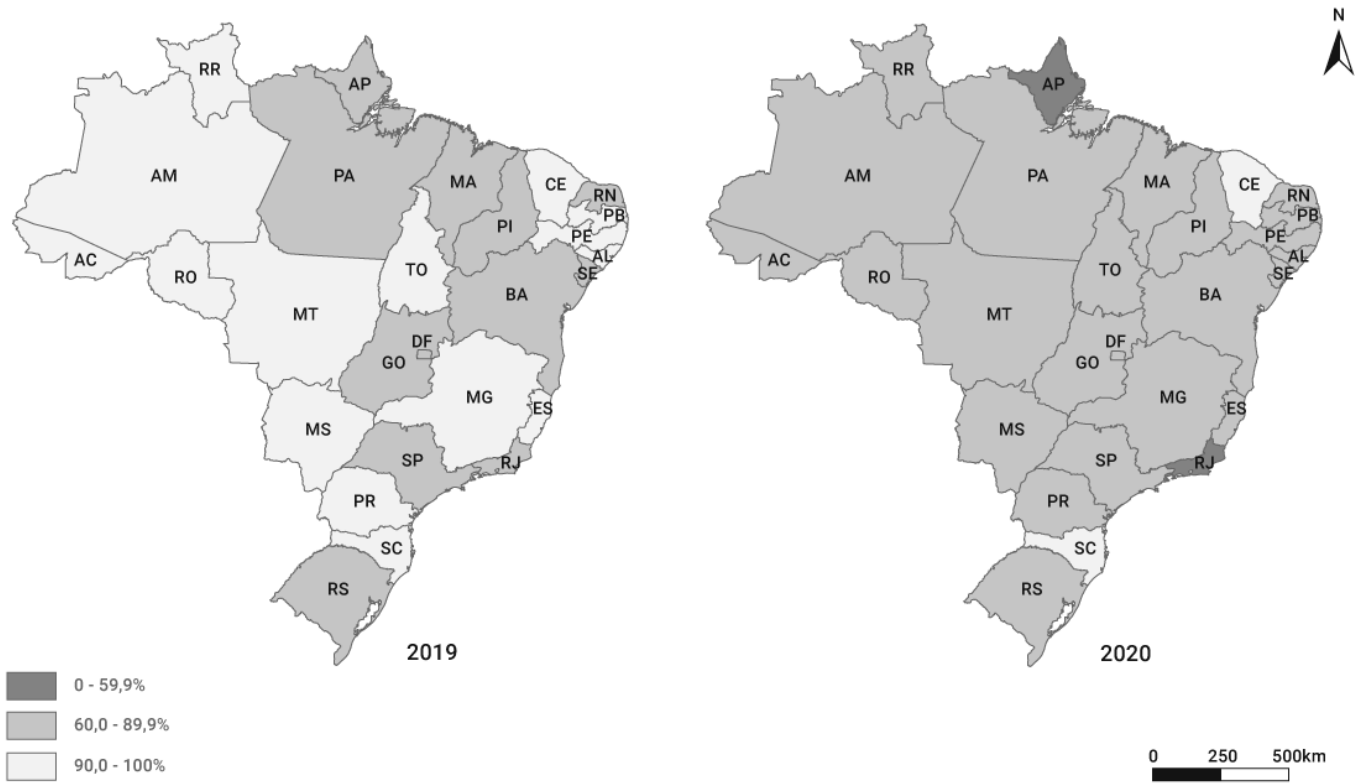 RR
AP
AM
PA
MA
CE
RN
PB
PI
PE
AL
AC
TO
SE
RO
BA
MT
DF
GO
MG
ES
MS
SP
RJ
PR
SC
RS
2019
0 - 59,9%
60,0 - 89,9%
90,0 - 100%
N
RR
AP
AM
PA
MA
CE
RN
PB
PI
PE
AL
AC
TO
SE
RO
BA
MT
DF
GO
MG
ES
MS
SP
RJ
PR
SC
RS
2020
0 250 500km